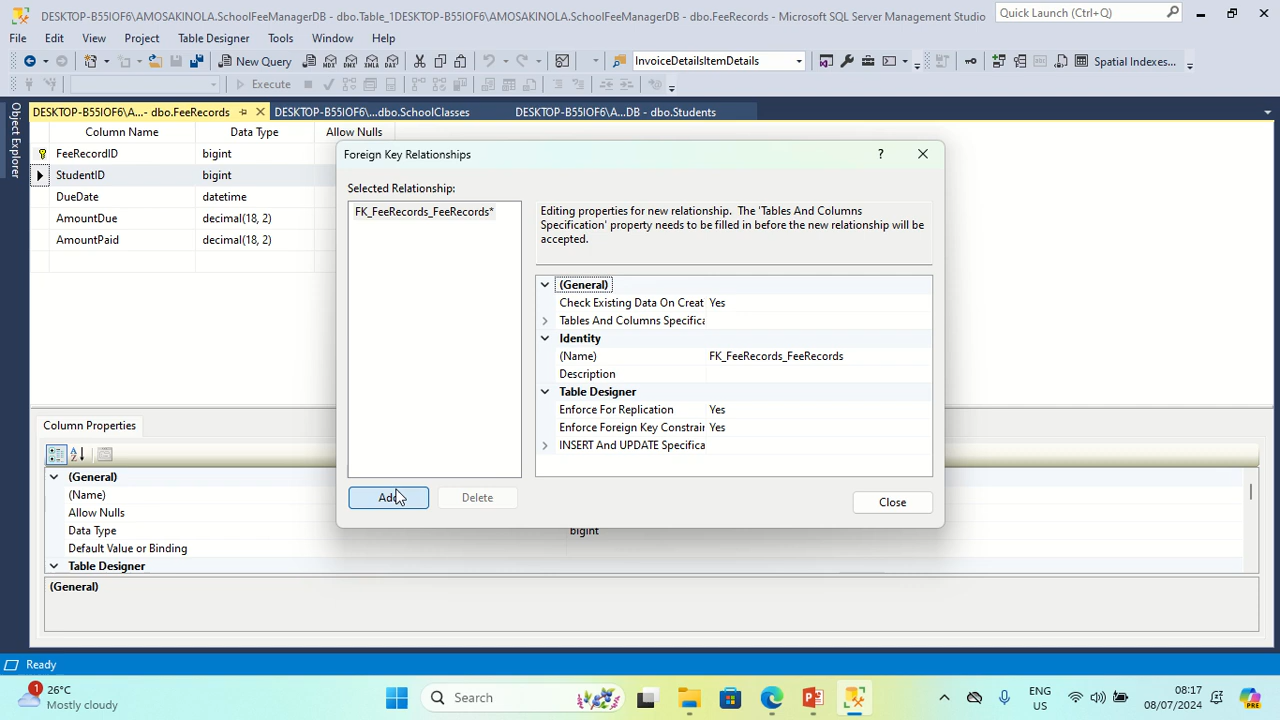 DESKTOP-B55IOF6\AMOSAKINOLA.SchoolFeeManagerDB - dbo.Table_1DESKTOP-B55IOF6\AMOSAKINOLA.SchoolFeeManagerDB - dbo.FeeRecords - Microsoft SQL Server Management Studio
Quick Launch (Ctrl+Q)
File Edit View Project Table Designer Tools Window Help
New Query MDX DMX XMLA DAX InvoiceDetailsItemDetails Spatial Indexes...
Execute
DESKTOP-B55IOF6\A...- dbo.FeeRecords DESKTOP-B55IOF6\...dbo.SchoolClasses DESKTOP-B55IOF6\A...DB - dbo.Students
Object Explorer
Column Name Data Type Allow Nulls
FeeRecordID bigint
StudentID bigint
DueDate datetime
AmountDue decimal(18, 2)
AmountPaid decimal(18, 2)
Foreign Key Relationships ?
Selected Relationship:
FK_FeeRecords_FeeRecords*
Editing properties for new relationship. The 'Tables And Columns
Specification' property needs to be filled in before the new relationship will be
accepted.
(General)
Check Existing Data On Creat Yes
Tables And Columns Specifica
Identity
(Name) FK_FeeRecords_FeeRecords
Description
Table Designer
Enforce For Replication Yes
Enforce Foreign Key Constrain Yes
INSERT And UPDATE Specifica
Add Delete Close
Column Properties
(General)
(Name)
Allow Nulls
Data Type bigint
Default Value or Binding
Table Designer
(General)
Ready
1
26°C
Mostly cloudy
Search
ENG
US
08:17
08/07/2024
PRE